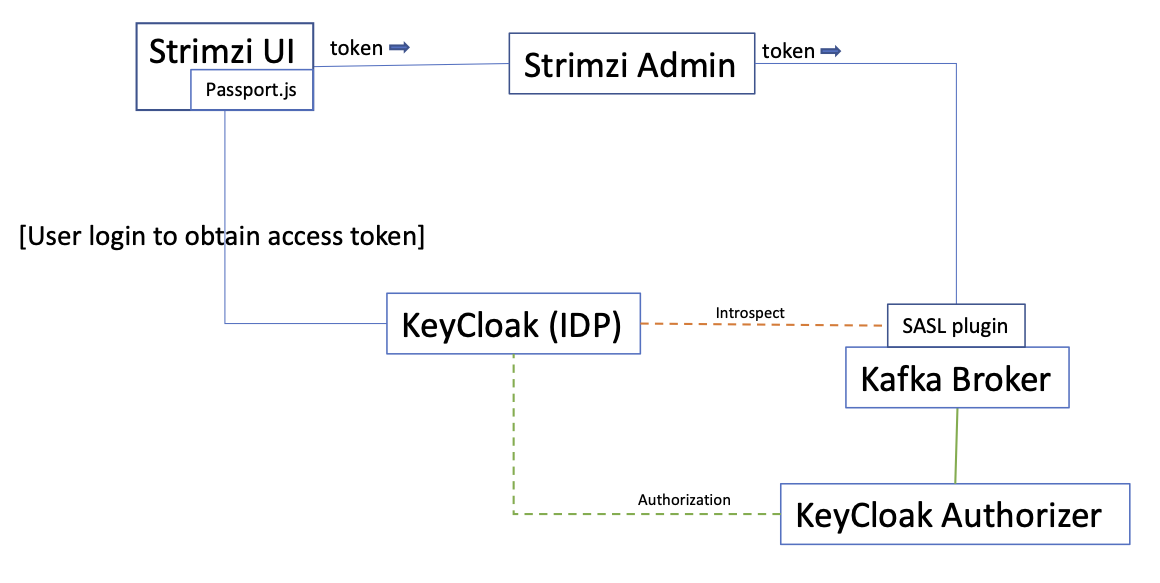 Strimzi UI
Passport.js
token
Strimzi Admin
token
[User login to obtain access token]
KeyCloak (IDP)
Introspect
SASL plugin
Kafka Broker
Authorization
KeyCloak Authorizer